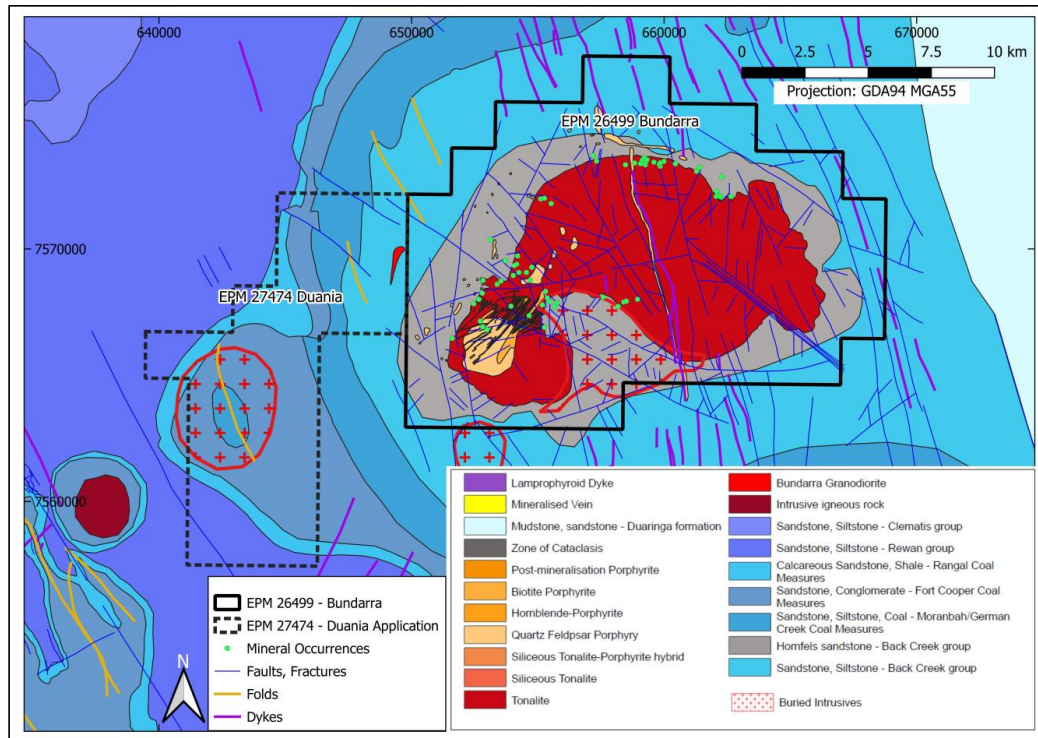 640000
650000
660000
670000
0 2.5 5 7.5 10 km
Projection: GDA94 MGA55
EPM 26499 Bundarra
7570000
7570000
EPM 27474 Duania
7560000
EPM 26499 - Bundarra
EPM 27474 - Duania Application
Mineral Occurrences
Faults, Fractures
Folds
Dykes
N
Lamprophyroid Dyke
Mineralised Vein
Mudstone, sandstone - Duaringa formation
Zone of Cataclasis
Post-mineralisation Porphyrite
Biotite Porphyrite
Hornblende-Porphyrite
Quartz Feldpsar Porphyry
Siliceous Tonalite-Porphyrite hybrid
Siliceous Tonalite
Tonalite
Bundarra Granodiorite
Intrusive igneous rock
Sandstone, Siltstone - Clematis group
Sandstone, Siltstone - Rewan group
Calcareous Sandstone, Shale - Rangal Coal
Measures
Sandstone, Conglomerate - Fort Cooper Coal
Measures
Sandstone, Siltstone, Coal - Moranbah/German
Creek Coal Measures
Hornfels sandstone - Back Creek group
Sandstone, Siltstone - Back Creek group
Buried Intrusives